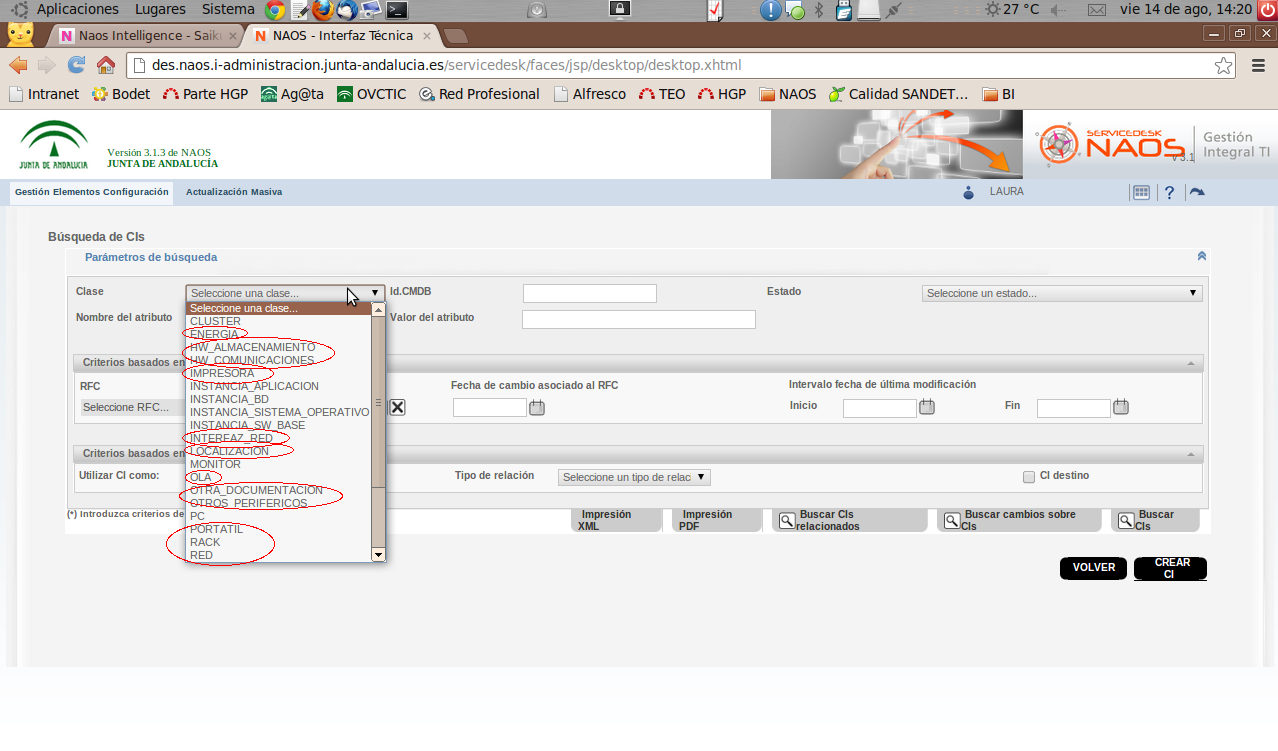 Aplicaciones Lugares Sistema 27 °C vie 14 de ago, 14:20
Naos Intelligence - Saik NAOS - Interfaz Técnica
des.naos.i-administracion.junta-andalucia.es/servicedesk/faces/jsp/desktop/desktop.xhtml
Intranet Bodet Parte HGP Ag@ta OVCTIC Red Profesional Alfresco TEO HGP NAOS Calidad SANDET... BI
JUNTA DE ANDALUCIA
Versión 3.1.3 de NAOS
JUNTA DE ANDALUCÍA
SERVICEDESK
NAOS
V 3.1
Gestión
Integral TI
Gestión Elementos Configuración Actualización Masiva LAURA
Búsqueda de CIs
Parámetros de búsqueda
Clase Seleccione una clase... Id.CMDB Estado Seleccione un estado...
Nombre del atributo Valor del atributo
Seleccione una clase...
CLUSTER
ENERGIA
HW_ALMACENAMIENTO
HW_COMUNICACIONES
IMPRESORA
INSTANCIA_APLICACION
INSTANCIA_BD
INSTANCIA_SISTEMA_OPERATIVO
INSTANCIA_SW_BASE
INTERFAZ_RED
LOCALIZACION
MONITOR
OLA
OTRA_DOCUMENTACION
OTROS_PERIFERICOS
PC
PORTATIL
RACK
RED
Criterios basados en
RFC Fecha de cambio asociado al RFC Intervalo fecha de última modificación
Seleccione RFC... Inicio Fin
Criterios basados en
Utilizar CI como: Tipo de relación Seleccione un tipo de relac CI destino
(*) Introduzca criterios de
Impresión XML
Impresión PDF
Buscar CIs relacionados
Buscar cambios sobre CIs
Buscar CIs
VOLVER
CREAR CI